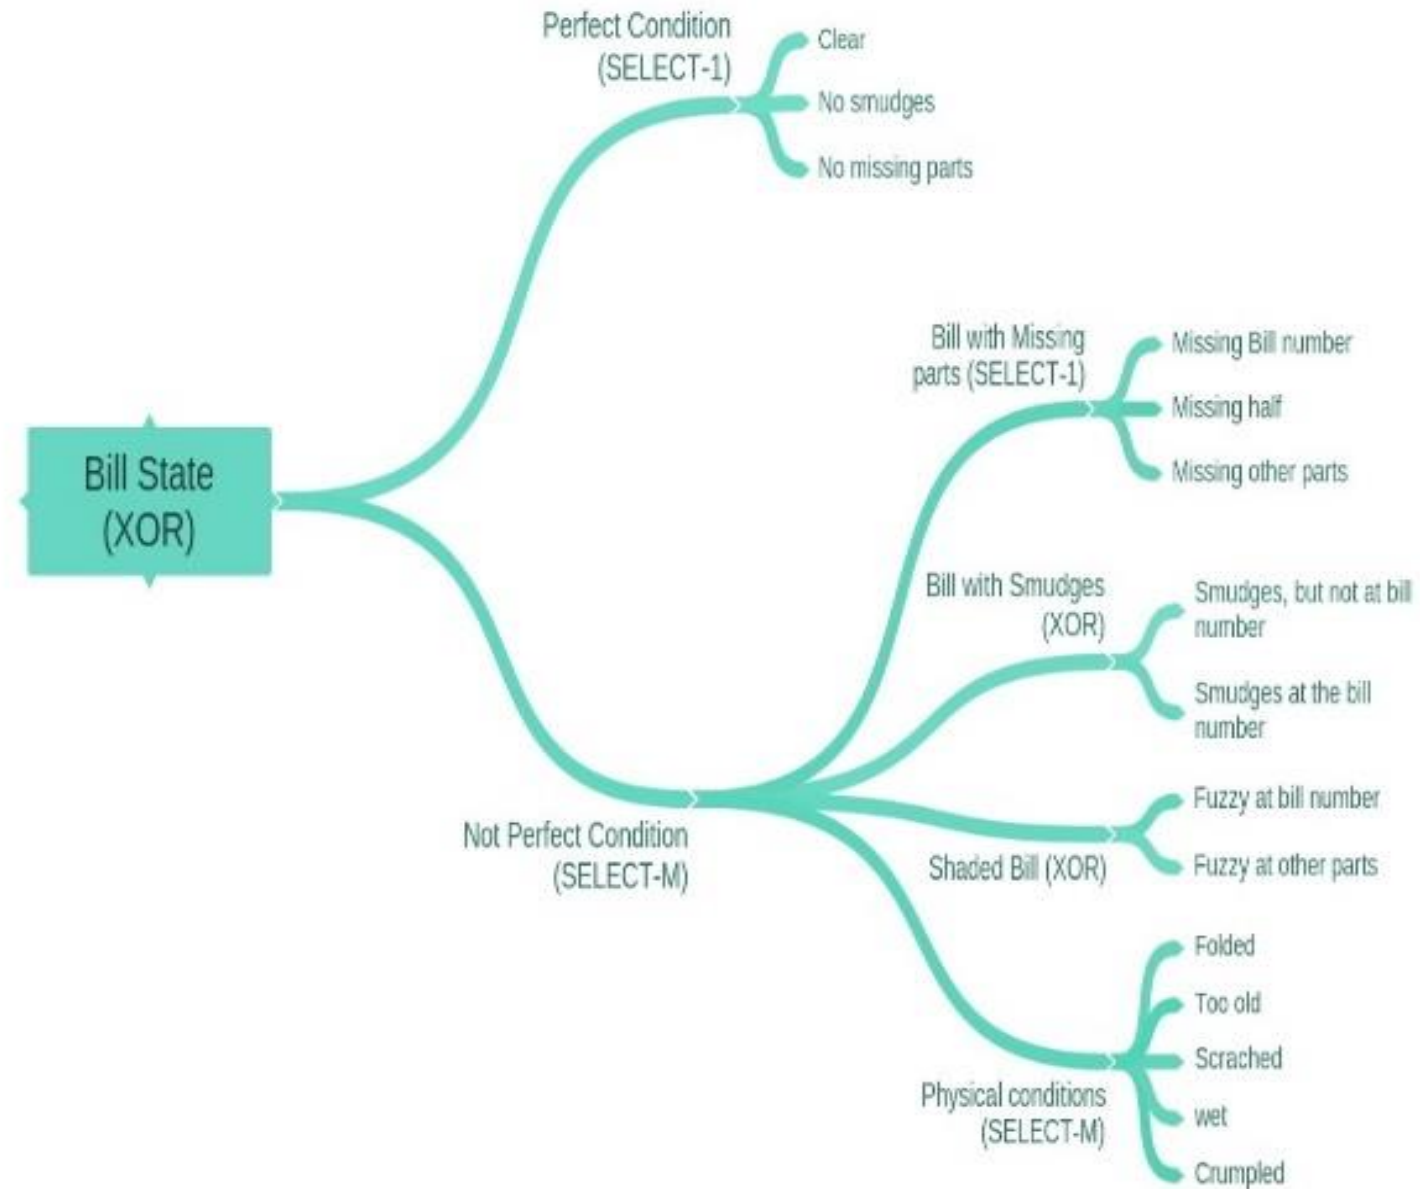 Perfect Condition
(SELECT-1)
Clear
No smudges
No missing parts
Bill State
(XOR)
Bill with Missing
parts (SELECT-1)
Missing Bill number
Missing half
Missing other parts
Bill with Smudges
(XOR)
Smudges, but not at bill
number
Smudges at the bill
number
Not Perfect Condition
(SELECT-M)
Shaded Bill (XOR)
Fuzzy at bill number
Fuzzy at other parts
Physical conditions
(SELECT-M)
Folded
Too old
Scrached
wet
Crumpled